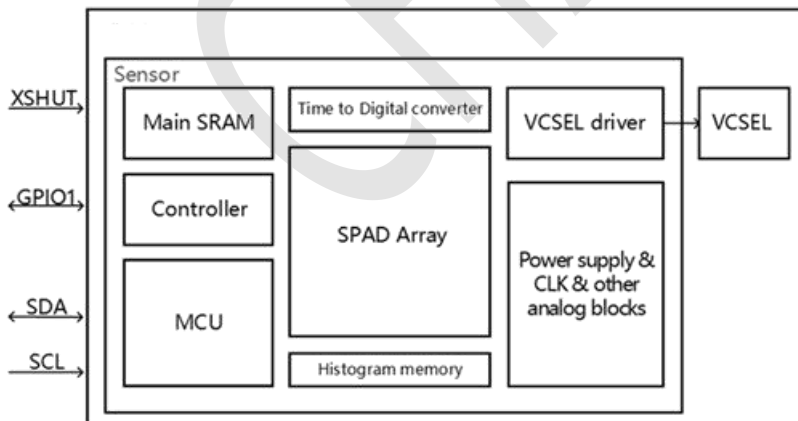 Sensor
XSHUT
GPIO1
SDA
SCL
Main SRAM
Controller
MCU
Time to Digital converter
SPAD Array
Histogram memory
VCSEL driver
Power supply &
CLK & other
analog blocks
VCSEL